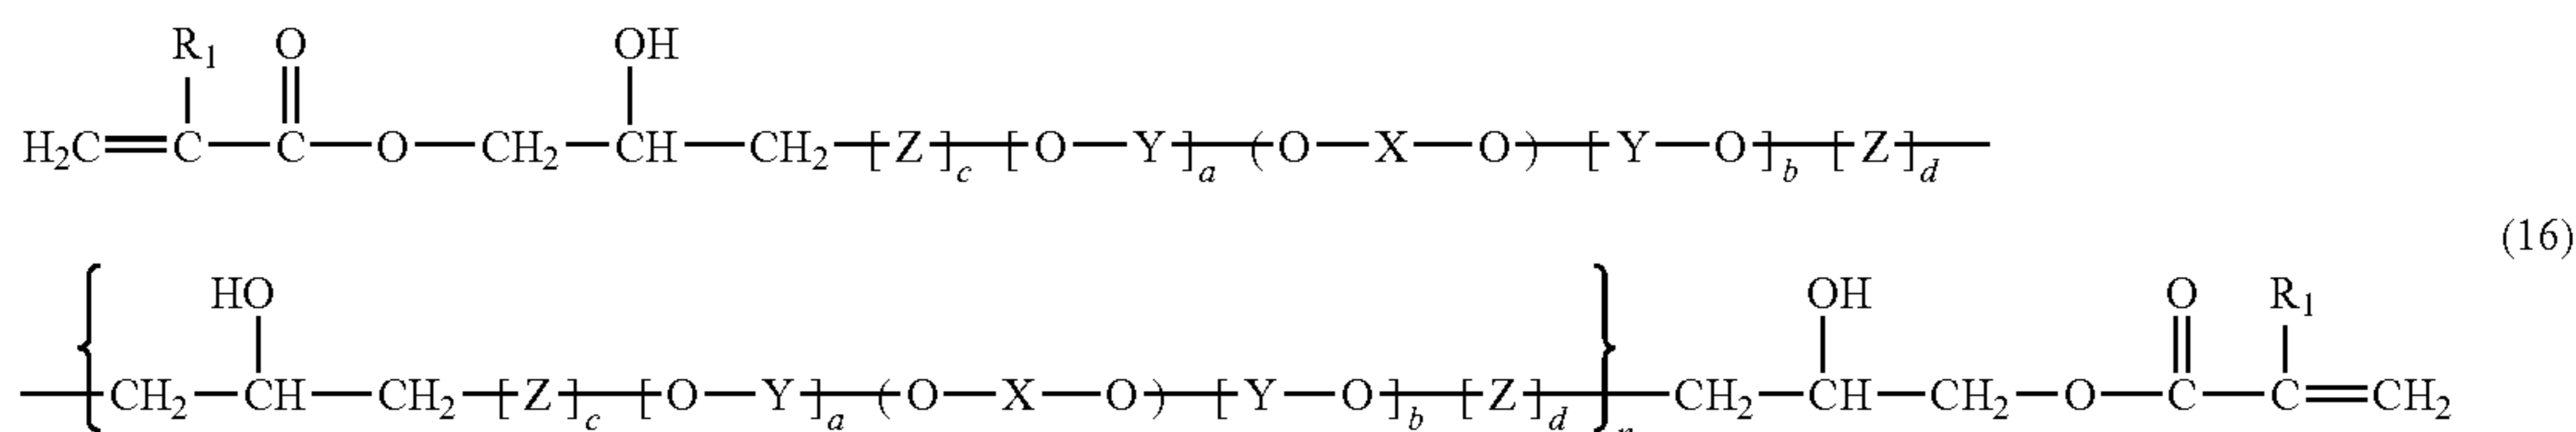 R₁ O OH
H₂C=C—C—O—CH₂—CH—CH₂—[Z]c—[O—Y]a—(O—X—O)—[Y—O]b—[Z]d—
(16)
HO OH O R₁
—{CH₂—CH—CH₂—[Z]c—[O—Y]a—(O—X—O)—[Y—O]b—[Z]d—}—CH₂—CH—CH₂—O—C—C=CH₂